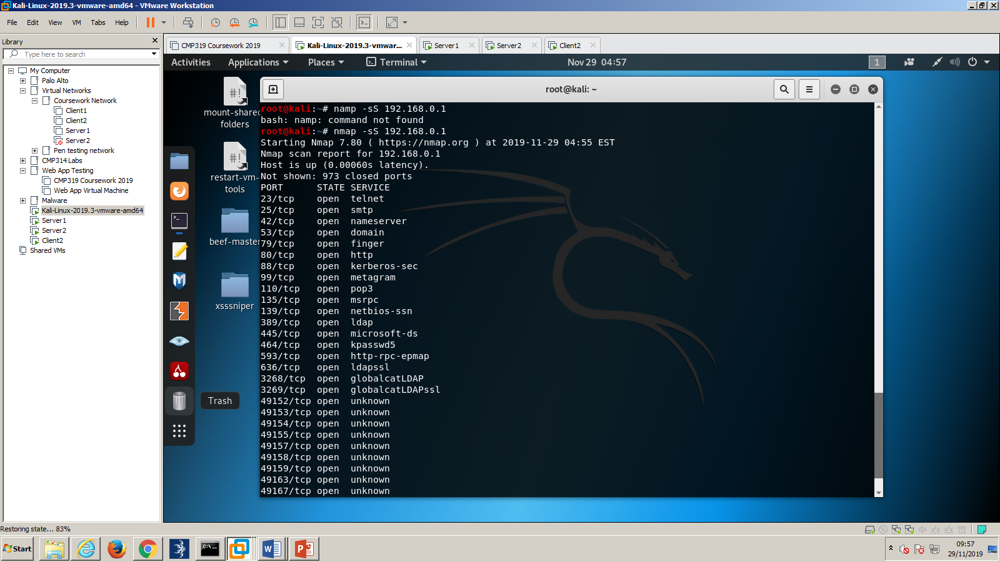 Kali-Linux-2019.3-vmware-amd64 - VMware Workstation
File Edit View VM Tabs Help
Library
Type here to search
My Computer
Palo Alto
Virtual Networks
Coursework Network
Client1
Client2
Server1
Server2
Pen testing network
CMP314 Labs
Web App Testing
CMP319 Coursework 2019
Web App Virtual Machine
Malware
Kali-Linux-2019.3-vmware-amd64
Server1
Server2
Client2
Shared VMs
CMP319 Coursework 2019
Kali-Linux-2019.3-vmwar...
Server1
Server2
Client2
Activities Applications Places Terminal Nov 29 04:57 1
mount-shared
folders
restart-vm-
tools
beef-master
xsssniper
Trash
root@kali: ~
root@kali:~# namp -sS 192.168.0.1
bash: namp: command not found
root@kali:~# nmap -sS 192.168.0.1
Starting Nmap 7.80 ( https://nmap.org ) at 2019-11-29 04:55 EST
Nmap scan report for 192.168.0.1
Host is up (0.00060s latency).
Not shown: 973 closed ports
PORT STATE SERVICE
23/tcp open telnet
25/tcp open smtp
42/tcp open nameserver
53/tcp open domain
79/tcp open finger
80/tcp open http
88/tcp open kerberos-sec
99/tcp open metagram
110/tcp open pop3
135/tcp open msrpc
139/tcp open netbios-ssn
389/tcp open ldap
445/tcp open microsoft-ds
464/tcp open kpasswd5
593/tcp open http-rpc-epmap
636/tcp open ldapssl
3268/tcp open globalcatLDAP
3269/tcp open globalcatLDAPssl
49152/tcp open unknown
49153/tcp open unknown
49154/tcp open unknown
49155/tcp open unknown
49157/tcp open unknown
49158/tcp open unknown
49159/tcp open unknown
49163/tcp open unknown
49167/tcp open unknown
Restoring state... 83%
Start
09:57
29/11/2019